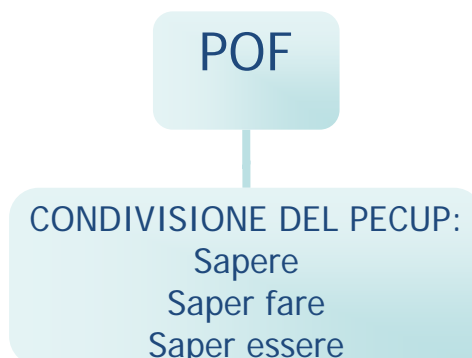 POF
CONDIVISIONE DEL PECUP:
Sapere
Saper fare
Saper essere